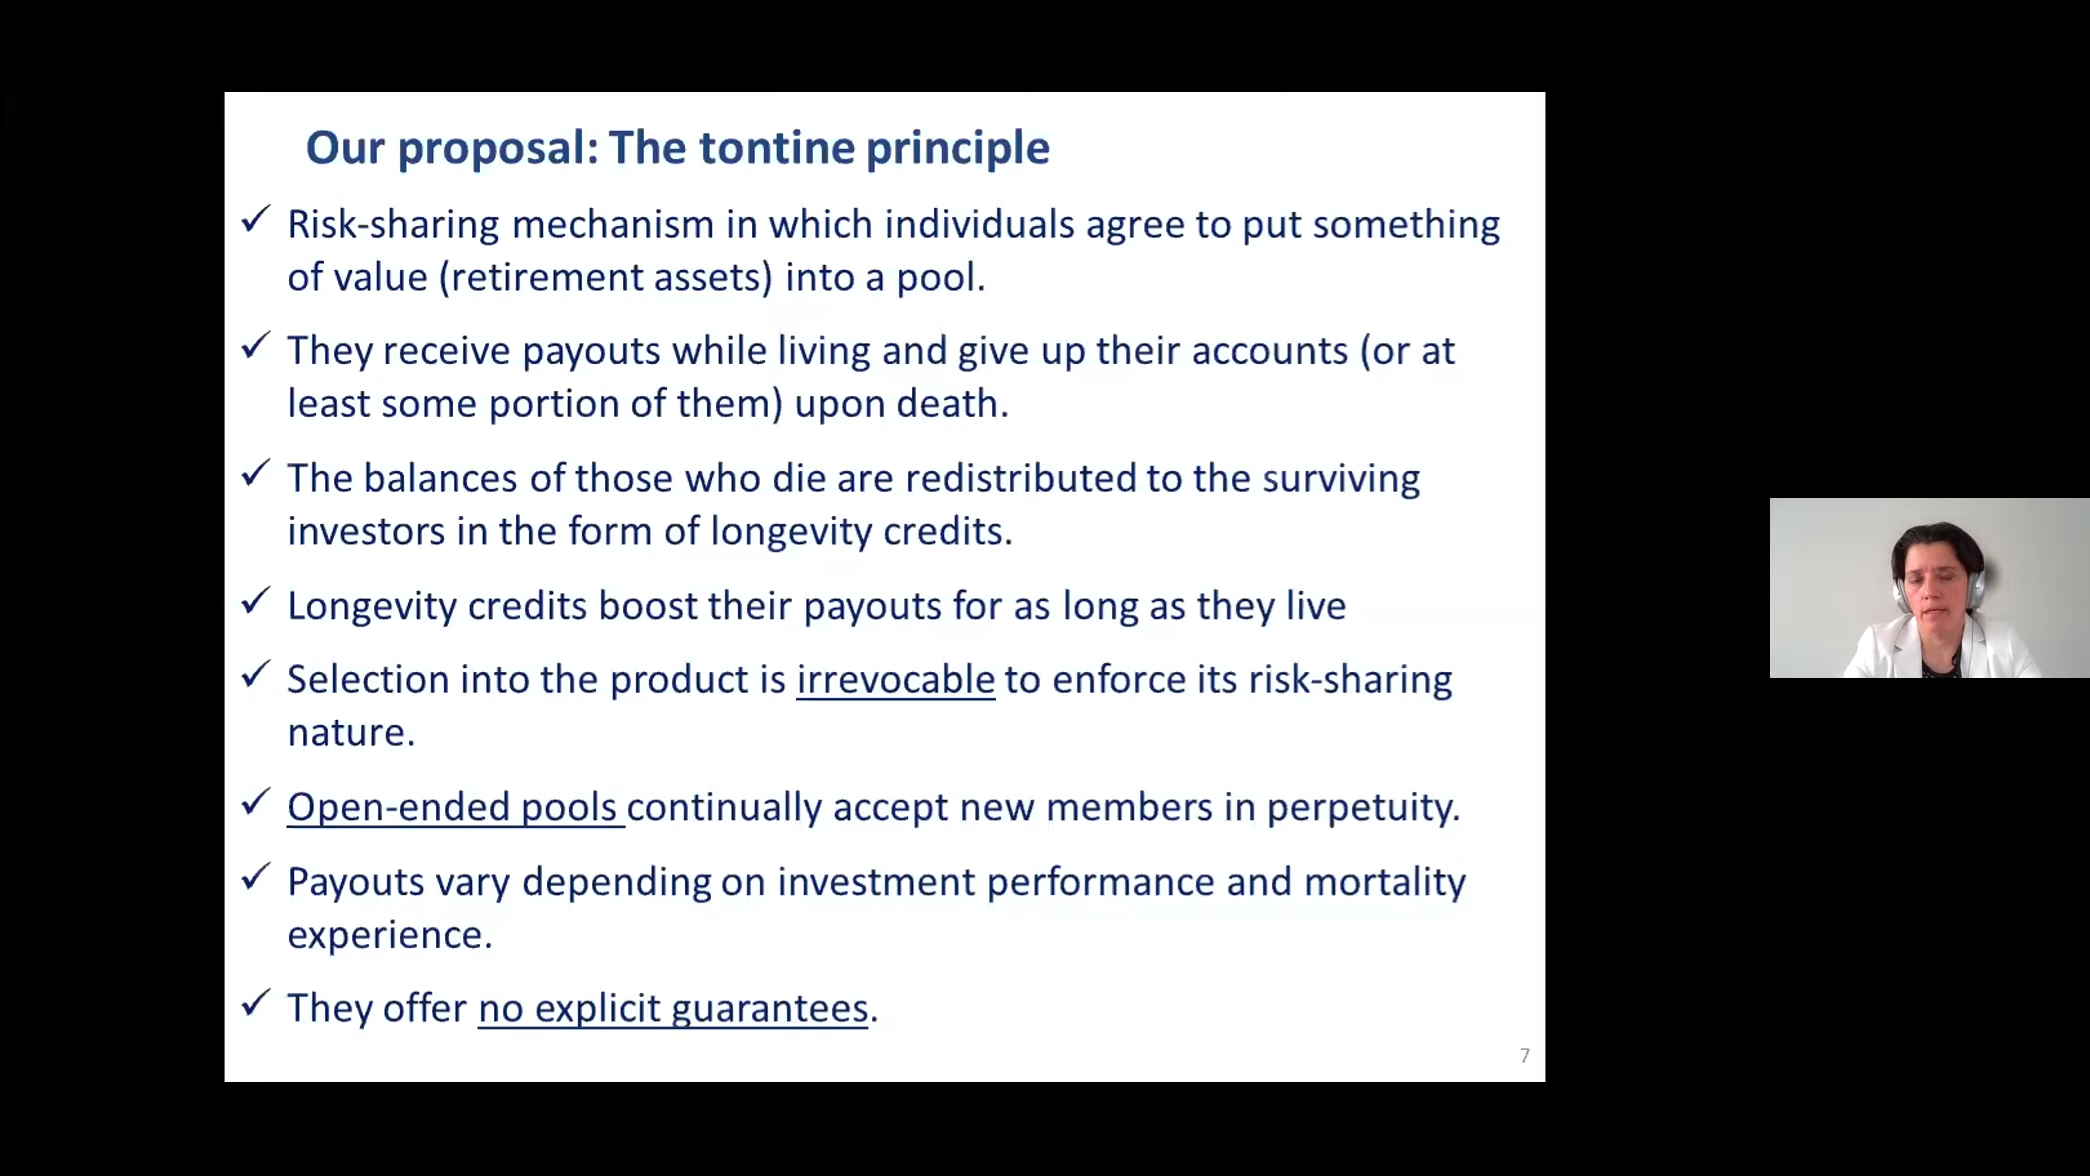 Our proposal: The tontine principle
✓ Risk-sharing mechanism in which individuals agree to put something
of value (retirement assets) into a pool.
✓ They receive payouts while living and give up their accounts (or at
least some portion of them) upon death.
✓ The balances of those who die are redistributed to the surviving
investors in the form of longevity credits.
✓ Longevity credits boost their payouts for as long as they live
✓ Selection into the product is irrevocable to enforce its risk-sharing
nature.
✓ Open-ended pools continually accept new members in perpetuity.
✓ Payouts vary depending on investment performance and mortality
experience.
✓ They offer no explicit guarantees.
7